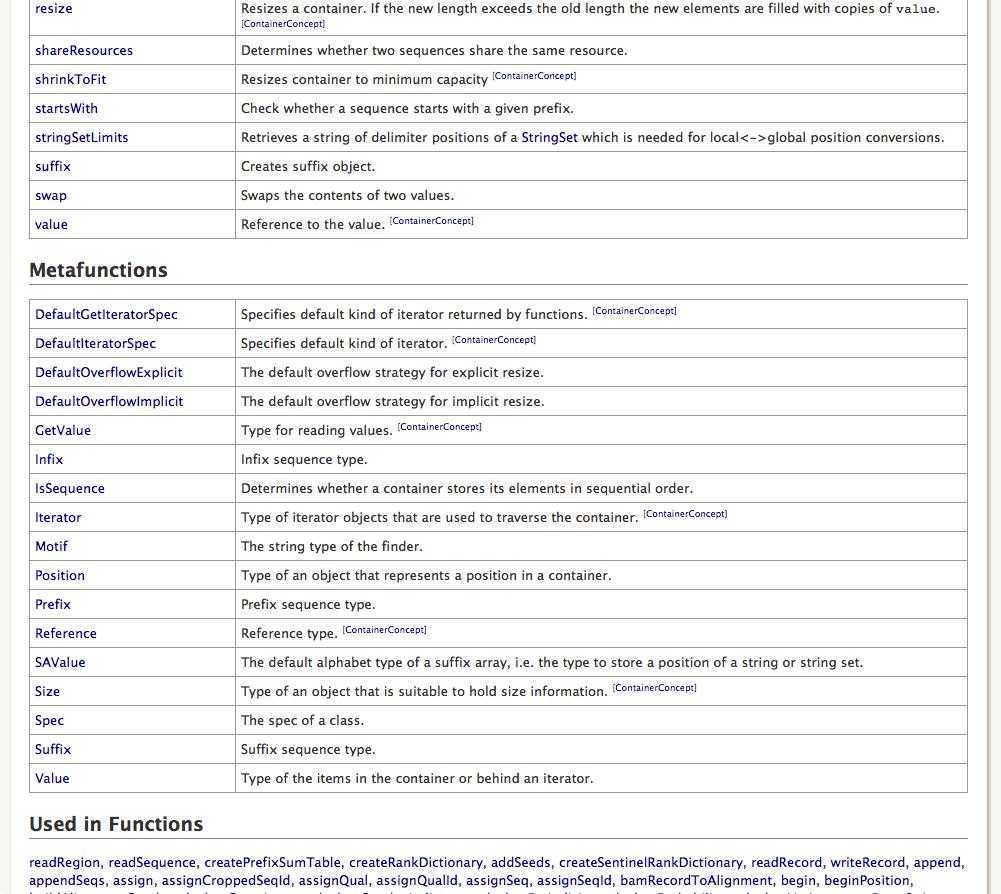 resize Resizes a container. If the new length exceeds the old length the new elements are filled with copies of value.
[ContainerConcept]
shareResources Determines whether two sequences share the same resource.
shrinkToFit Resizes container to minimum capacity [ContainerConcept]
startsWith Check whether a sequence starts with a given prefix.
stringSetLimits Retrieves a string of delimiter positions of a StringSet which is needed for local<->global position conversions.
suffix Creates suffix object.
swap Swaps the contents of two values.
value Reference to the value. [ContainerConcept]
Metafunctions
DefaultGetIteratorSpec Specifies default kind of iterator returned by functions. [ContainerConcept]
DefaultIteratorSpec Specifies default kind of iterator. [ContainerConcept]
DefaultOverflowExplicit The default overflow strategy for explicit resize.
DefaultOverflowImplicit The default overflow strategy for implicit resize.
GetValue Type for reading values. [ContainerConcept]
Infix Infix sequence type.
IsSequence Determines whether a container stores its elements in sequential order.
Iterator Type of iterator objects that are used to traverse the container. [ContainerConcept]
Motif The string type of the finder.
Position Type of an object that represents a position in a container.
Prefix Prefix sequence type.
Reference Reference type. [ContainerConcept]
SAValue The default alphabet type of a suffix array, i.e. the type to store a position of a string or string set.
Size Type of an object that is suitable to hold size information. [ContainerConcept]
Spec The spec of a class.
Suffix Suffix sequence type.
Value Type of the items in the container or behind an iterator.
Used in Functions
readRegion, readSequence, createPrefixSumTable, createRankDictionary, addSeeds, createSentinelRankDictionary, readRecord, writeRecord, append,
appendSeqs, assign, assignCroppedSeqId, assignQual, assignQualId, assignSeq, assignSeqId, bamRecordToAlignment, begin, beginPosition,